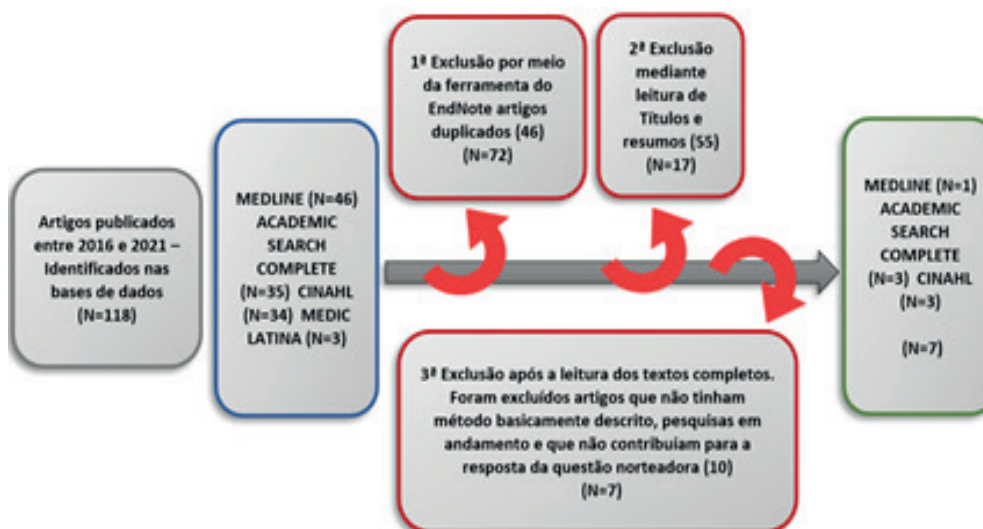 Artigos publicados
entre 2016 e 2021 –
Identificados nas
bases de dados
(N=118)
MEDLINE (N=46)
ACADEMIC
SEARCH
COMPLETE
(N=35) CINAHL
(N=34) MEDIC
LATINA (N=3)
1ª Exclusão por meio
da ferramenta do
EndNote artigos
duplicados (46)
(N=72)
2ª Exclusão
mediante
leitura de
Títulos e
resumos (55)
(N=17)
3ª Exclusão após a leitura dos textos completos.
Foram excluídos artigos que não tinham
método basicamente descrito, pesquisas em
andamento e que não contribuíam para a
resposta da questão norteadora (10)
(N=7)
MEDLINE (N=1)
ACADEMIC
SEARCH
COMPLETE
(N=3) CINAHL
(N=3)
(N=7)